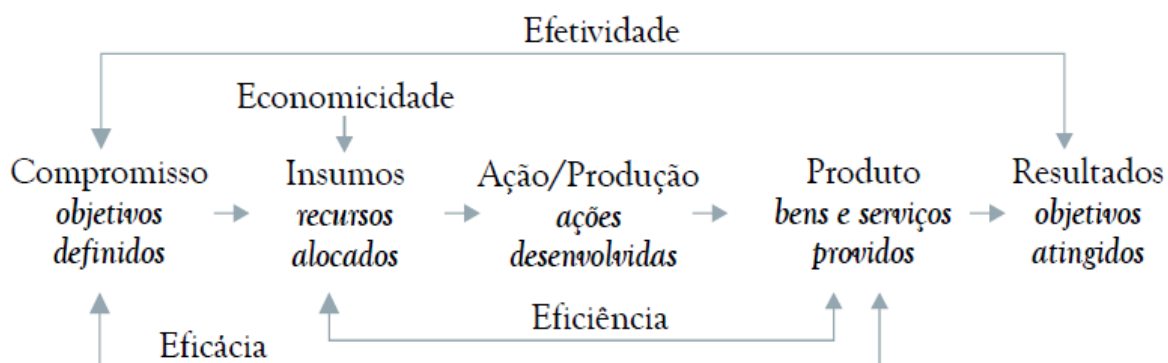 Efetividade
Economicidade
Compromisso
objetivos
definidos
Insumos
recursos
alocados
Ação/Produção
ações
desenvolvidas
Produto
bens e serviços
providos
Resultados
objetivos
atingidos
Eficiência
Eficácia